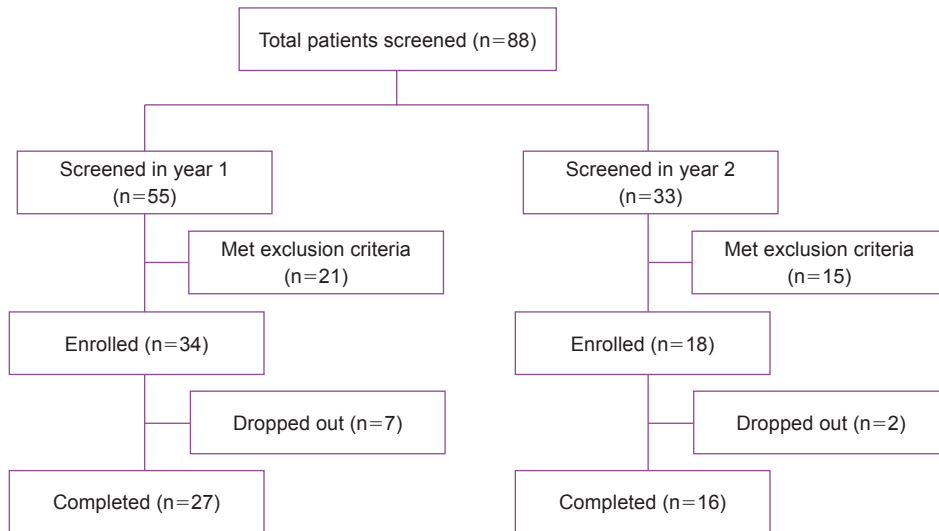 Total patients screened (n=88)
Screened in year 1
(n=55)
Screened in year 2
(n=33)
Met exclusion criteria
(n=21)
Met exclusion criteria
(n=15)
Enrolled (n=34)
Enrolled (n=18)
Dropped out (n=7)
Dropped out (n=2)
Completed (n=27)
Completed (n=16)